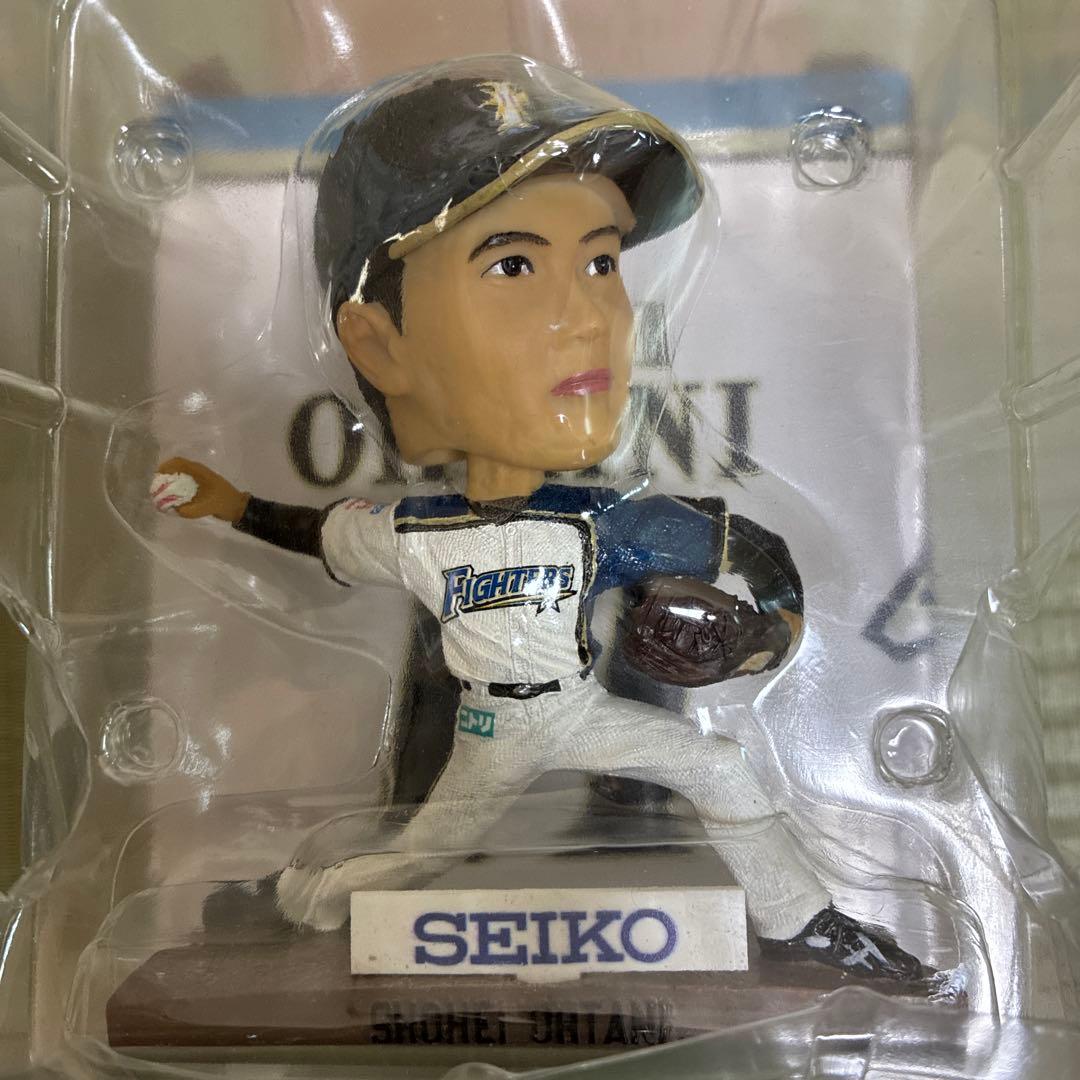 FIGHTERS
ニトリ
SEIKO
SHOHEI OHTANI